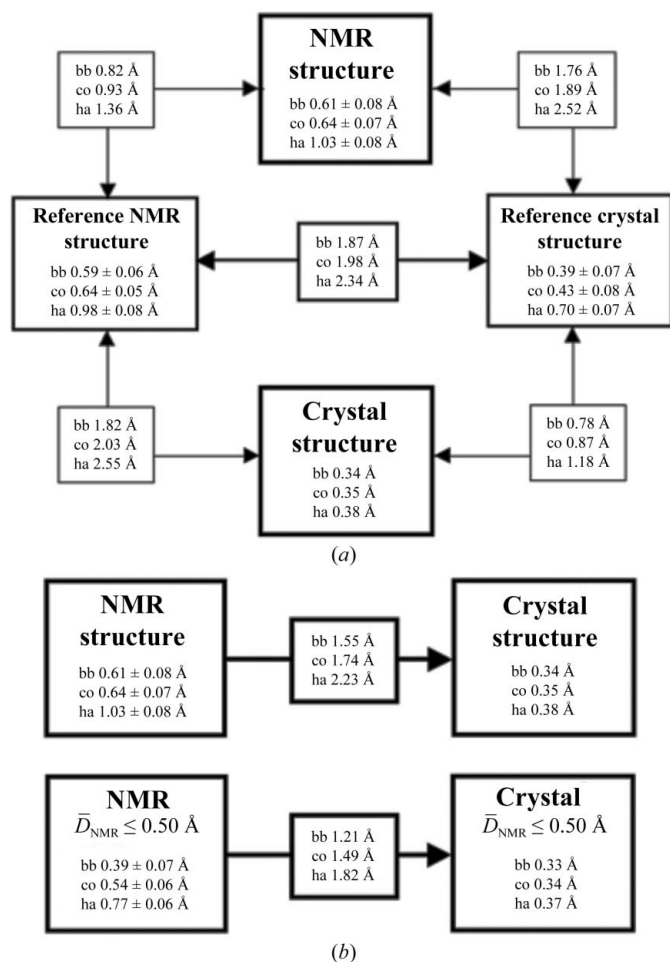 bb 0.82 Å
co 0.93 Å
ha 1.36 Å
NMR
structure
bb 0.61 ± 0.08 Å
co 0.64 ± 0.07 Å
ha 1.03 ± 0.08 Å
bb 1.76 Å
co 1.89 Å
ha 2.52 Å
Reference NMR
structure
bb 0.59 ± 0.06 Å
co 0.64 ± 0.05 Å
ha 0.98 ± 0.08 Å
bb 1.87 Å
co 1.98 Å
ha 2.34 Å
Reference crystal
structure
bb 0.39 ± 0.07 Å
co 0.43 ± 0.08 Å
ha 0.70 ± 0.07 Å
bb 1.82 Å
co 2.03 Å
ha 2.55 Å
Crystal
structure
bb 0.34 Å
co 0.35 Å
ha 0.38 Å
bb 0.78 Å
co 0.87 Å
ha 1.18 Å
(a)
NMR
structure
bb 0.61 ± 0.08 Å
co 0.64 ± 0.07 Å
ha 1.03 ± 0.08 Å
bb 1.55 Å
co 1.74 Å
ha 2.23 Å
Crystal
structure
bb 0.34 Å
co 0.35 Å
ha 0.38 Å
NMR
D̅NMR ≤ 0.50 Å
bb 0.39 ± 0.07 Å
co 0.54 ± 0.06 Å
ha 0.77 ± 0.06 Å
bb 1.21 Å
co 1.49 Å
ha 1.82 Å
Crystal
D̅NMR ≤ 0.50 Å
bb 0.33 Å
co 0.34 Å
ha 0.37 Å
(b)